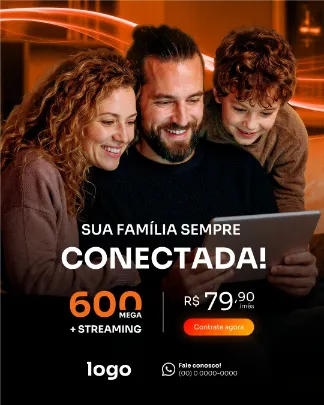 SUA FAMÍLIA SEMPRE
CONECTADA!
600
MEGA
+ STREAMING
R$ 79,90
/mês
Contrate agora
logo
Fale conosco!
(00) 0 0000-0000